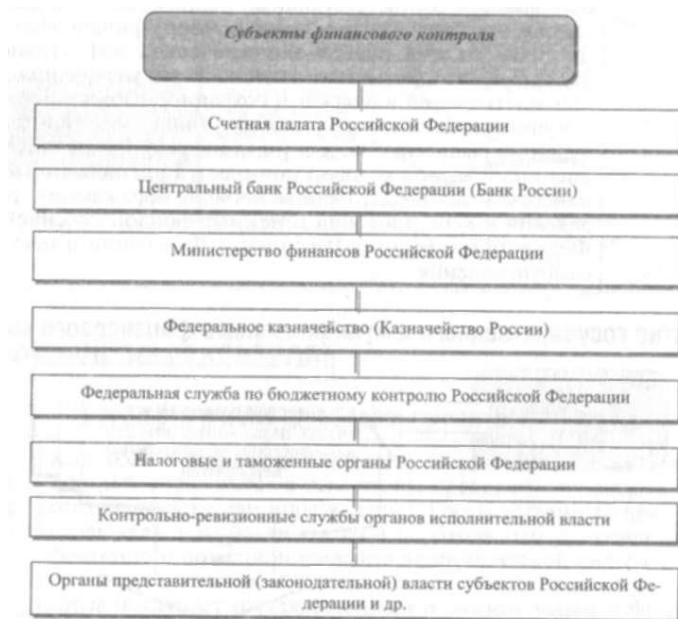 Субъекты финансового контроля
Счетная палата Российской Федерации
Центральный банк Российской Федерации (Банк России)
Министерство финансов Российской Федерации
Федеральное казначейство (Казначейство России)
Федеральная служба по бюджетному контролю Российской Федерации
Налоговые и таможенные органы Российской Федерации
Контрольно-ревизионные службы органов исполнительной власти
Органы представительной (законодательной) власти субъектов Российской Фе-
дерации и др.